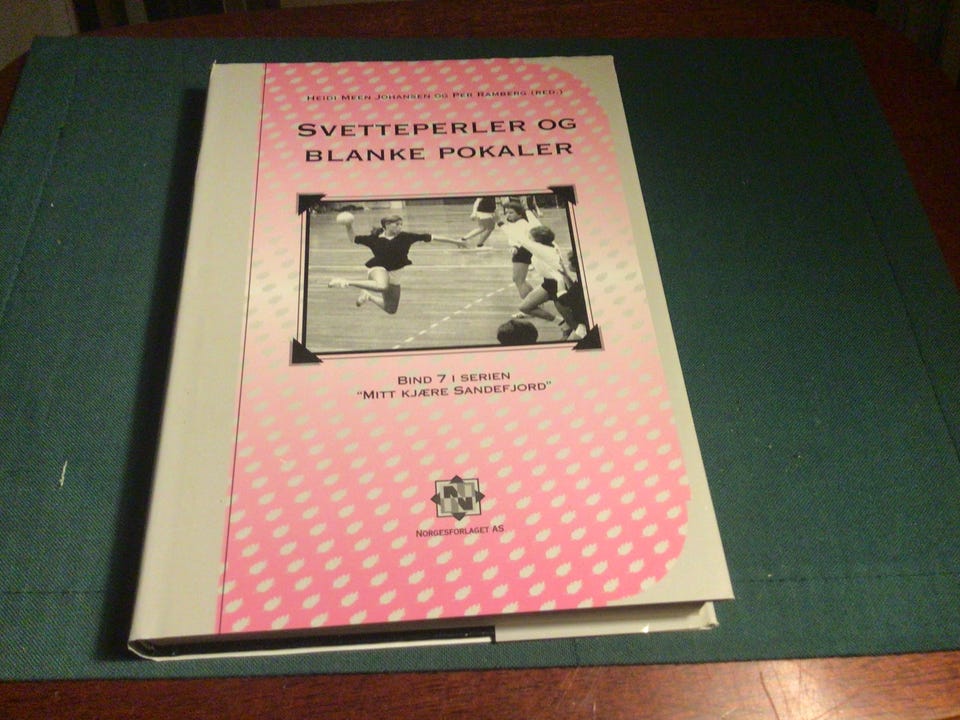 Heidi Meen Johansen og Per Ramberg (red.)
Svetteperler og
blanke pokaler
Bind 7 i serien
"Mitt kjære Sandefjord"
Norgesforlaget AS